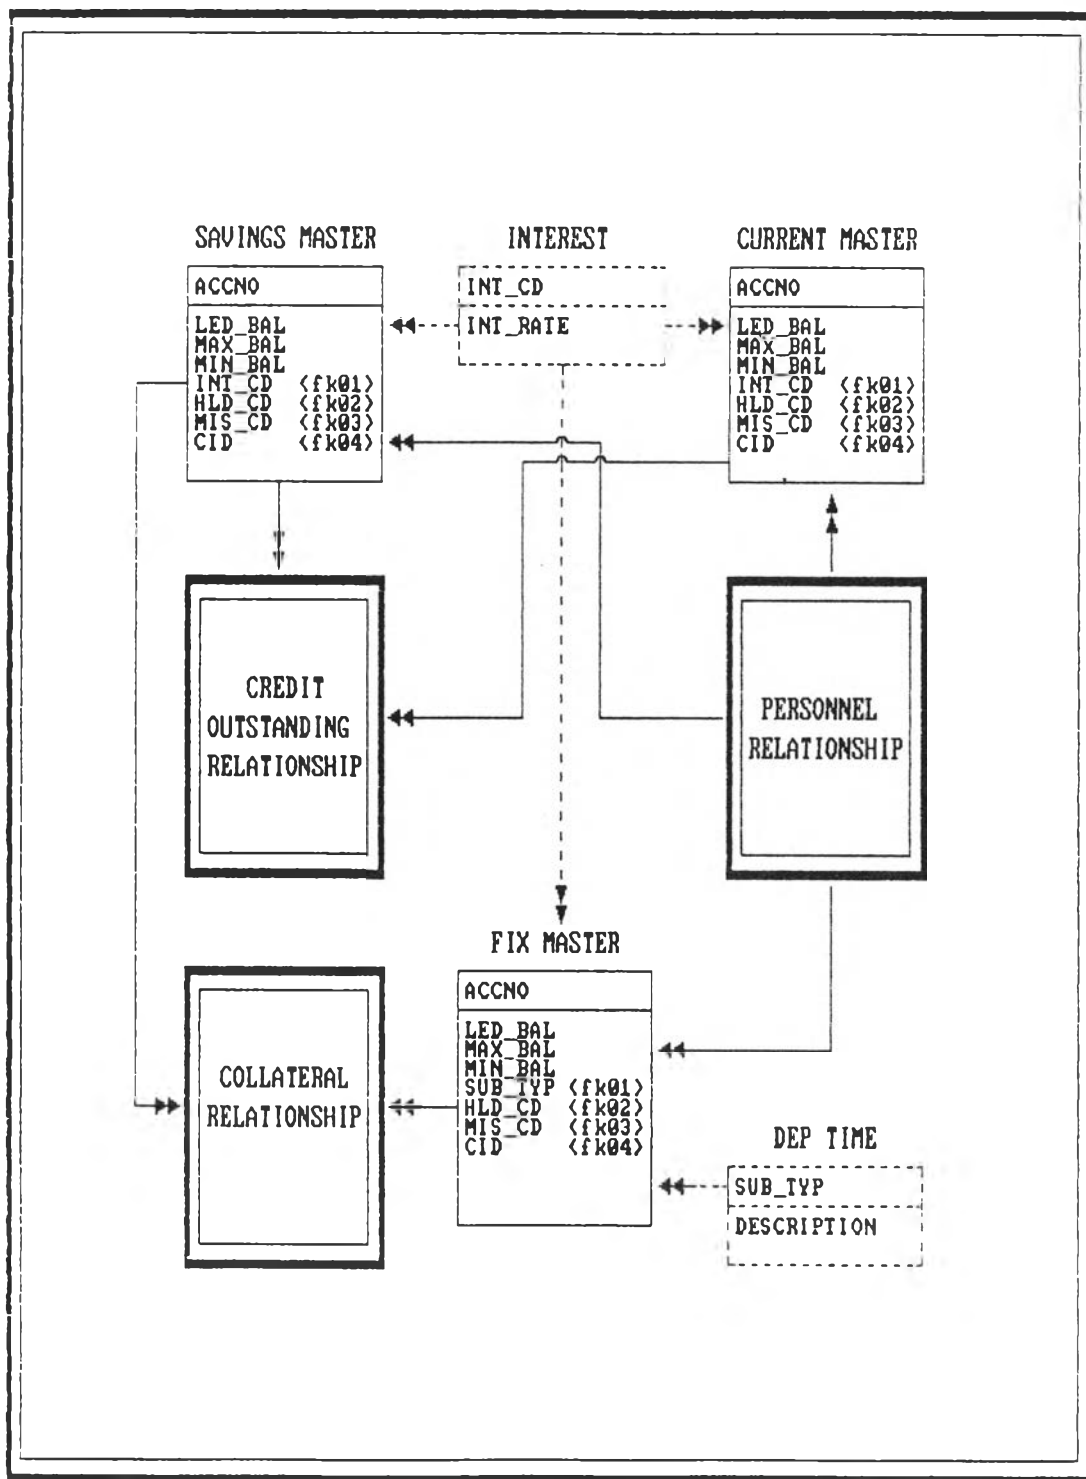 SAVINGS MASTER
ACCNO
LED_BAL
MAX_BAL
MIN_BAL
INT_CD <fk01>
HLD_CD <fk02>
MIS_CD <fk03>
CID <fk04>
INTEREST
INT_CD
INT_RATE
CURRENT MASTER
ACCNO
LED_BAL
MAX_BAL
MIN_BAL
INT_CD <fk01>
HLD_CD <fk02>
MIS_CD <fk03>
CID <fk04>
CREDIT
OUTSTANDING
RELATIONSHIP
PERSONNEL
RELATIONSHIP
FIX MASTER
ACCNO
LED_BAL
MAX_BAL
MIN_BAL
SUB_TYP <fk01>
HLD_CD <fk02>
MIS_CD <fk03>
CID <fk04>
COLLATERAL
RELATIONSHIP
DEP TIME
SUB_TYP
DESCRIPTION